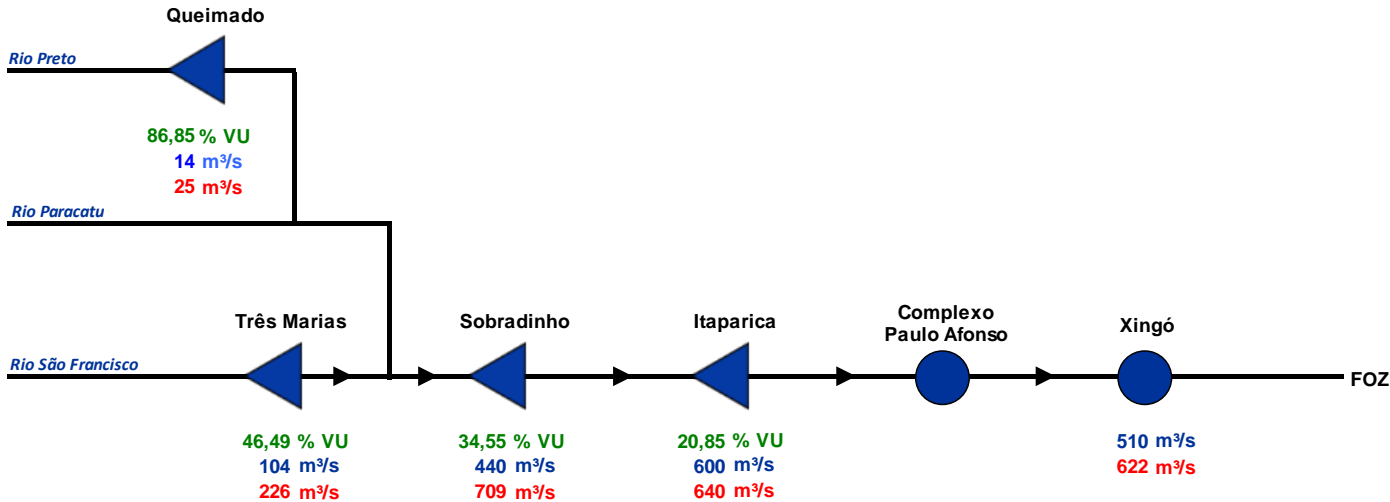 Queimado
Rio Preto
86,85 % VU
14 m³/s
25 m³/s
Rio Paracatu
Três Marias
Sobradinho
Itaparica
Complexo
Paulo Afonso
Xingó
Rio São Francisco
FOZ
46,49 % VU
104 m³/s
226 m³/s
34,55 % VU
440 m³/s
709 m³/s
20,85 % VU
600 m³/s
640 m³/s
510 m³/s
622 m³/s